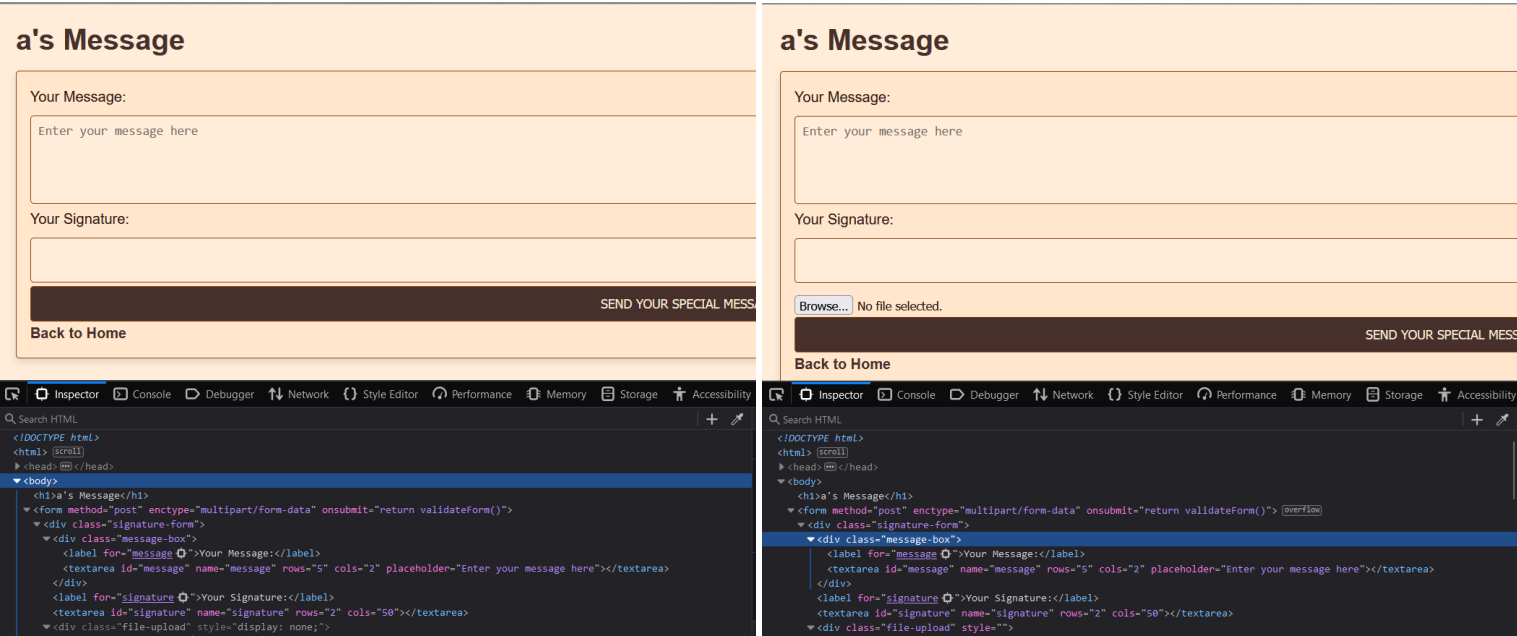 a's Message
Your Message:
Enter your message here
Your Signature:
SEND YOUR SPECIAL MESSA
Back to Home
Inspector Console Debugger Network Style Editor Performance Memory Storage Accessibility
Search HTML
<!DOCTYPE html>
<html> scroll
<head> ••• </head>
<body>
<h1>a's Message</h1>
<form method="post" enctype="multipart/form-data" onsubmit="return validateForm()">
<div class="signature-form">
<div class="message-box">
<label for="message">Your Message:</label>
<textarea id="message" name="message" rows="5" cols="2" placeholder="Enter your message here"></textarea>
</div>
<label for="signature">Your Signature:</label>
<textarea id="signature" name="signature" rows="2" cols="50"></textarea>
<div class="file-upload" style="display: none;">
a's Message
Your Message:
Enter your message here
Your Signature:
Browse... No file selected.
SEND YOUR SPECIAL MESS
Back to Home
Inspector Console Debugger Network Style Editor Performance Memory Storage Accessibility
Search HTML
<!DOCTYPE html>
<html> scroll
<head> ••• </head>
<body>
<h1>a's Message</h1>
<form method="post" enctype="multipart/form-data" onsubmit="return validateForm()"> overflow
<div class="signature-form">
<div class="message-box">
<label for="message">Your Message:</label>
<textarea id="message" name="message" rows="5" cols="2" placeholder="Enter your message here"></textarea>
</div>
<label for="signature">Your Signature:</label>
<textarea id="signature" name="signature" rows="2" cols="50"></textarea>
<div class="file-upload" style="">